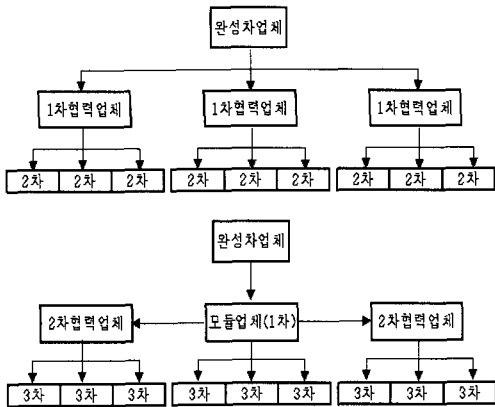 완성차업체
1차협력업체 1차협력업체 1차협력업체
2차 2차 2차 2차 2차 2차 2차 2차 2차
완성차업체
2차협력업체 모듈업체(1차) 2차협력업체
3차 3차 3차 3차 3차 3차 3차 3차 3차